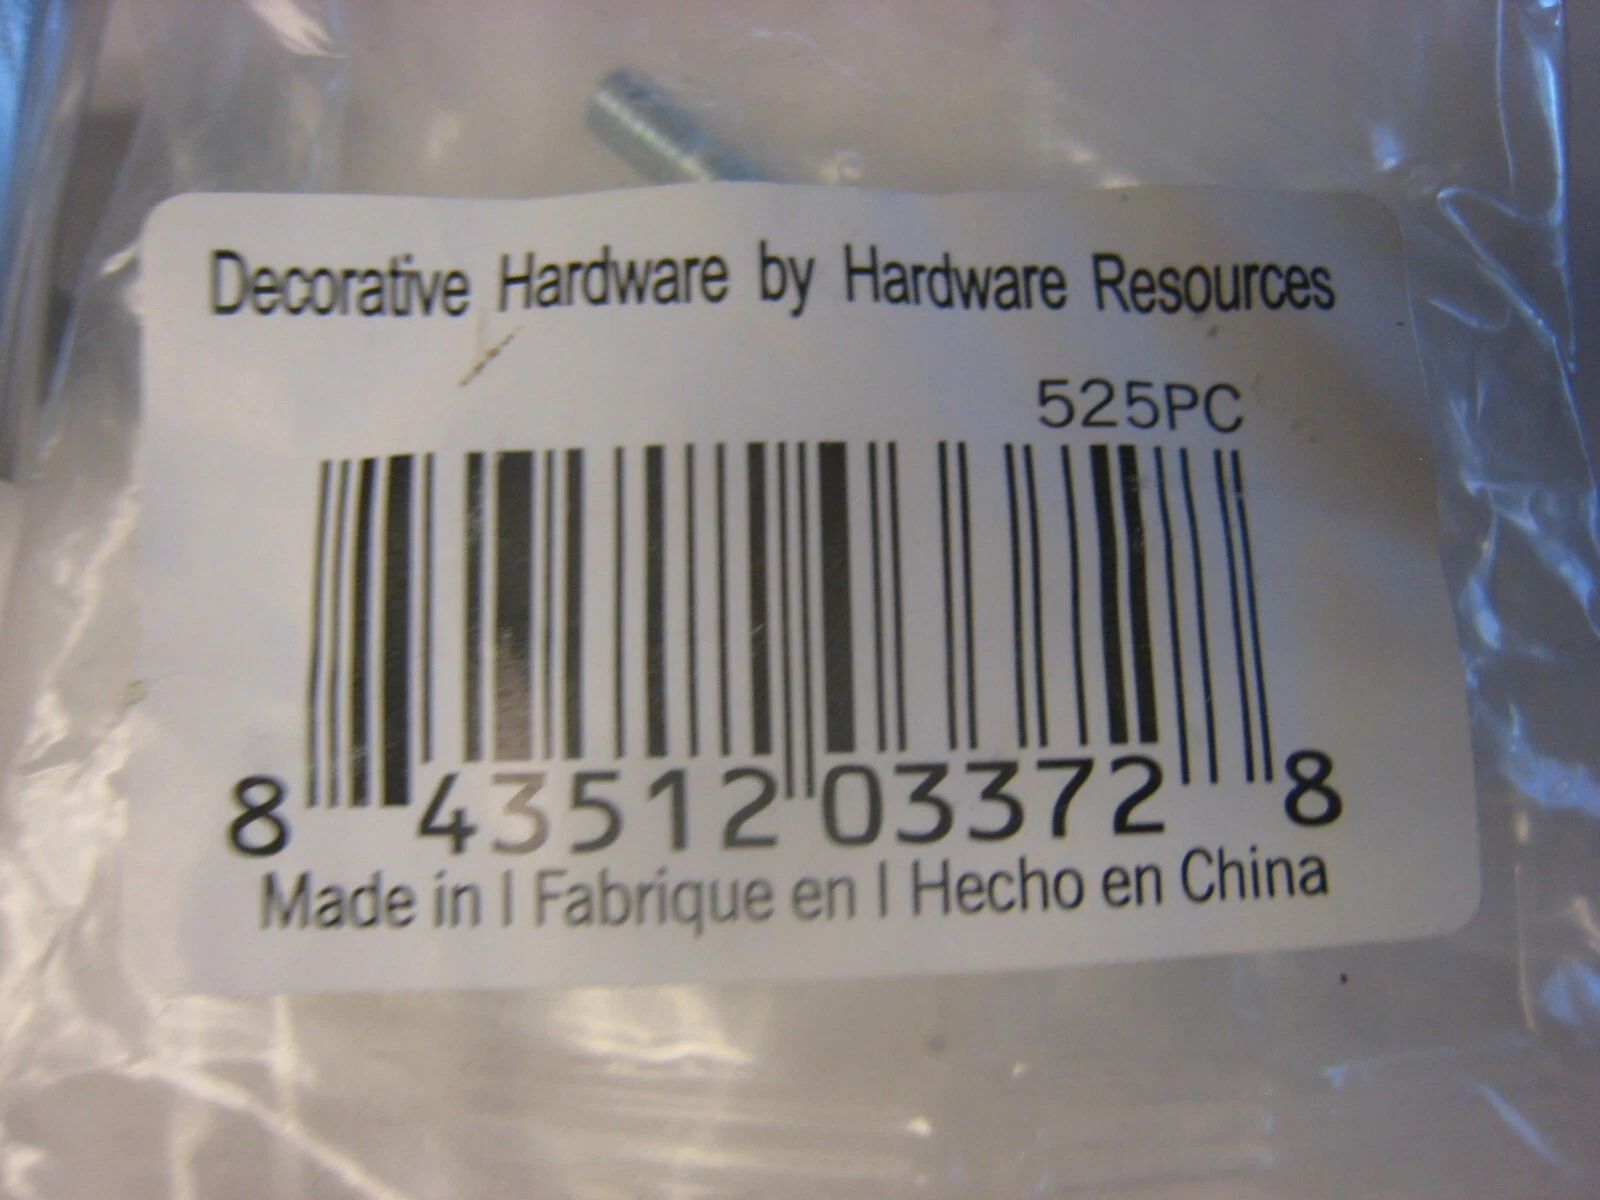 Decorative Hardware by Hardware Resources
525PC
8 43512 03372 8
Made in | Fabrique en | Hecho en China